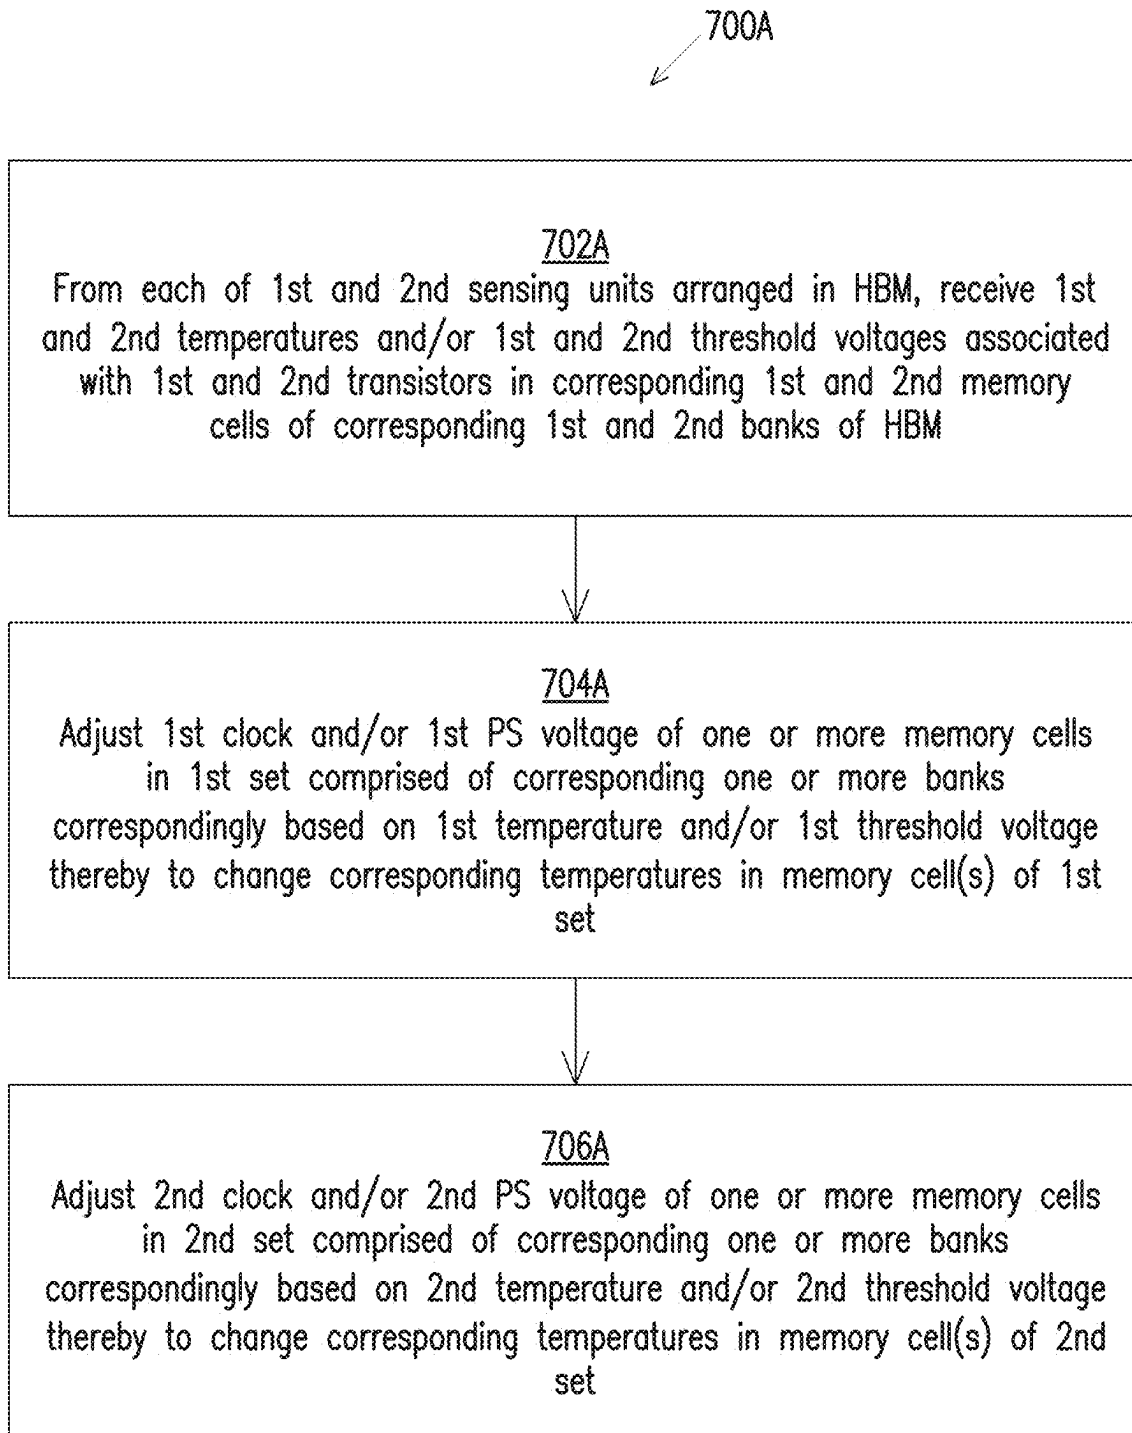 700A
702A
From each of 1st and 2nd sensing units arranged in HBM, receive 1st
and 2nd temperatures and/or 1st and 2nd threshold voltages associated
with 1st and 2nd transistors in corresponding 1st and 2nd memory
cells of corresponding 1st and 2nd banks of HBM
704A
Adjust 1st clock and/or 1st PS voltage of one or more memory cells
in 1st set comprised of corresponding one or more banks
correspondingly based on 1st temperature and/or 1st threshold voltage
thereby to change corresponding temperatures in memory cell(s) of 1st
set
706A
Adjust 2nd clock and/or 2nd PS voltage of one or more memory cells
in 2nd set comprised of corresponding one or more banks
correspondingly based on 2nd temperature and/or 2nd threshold voltage
thereby to change corresponding temperatures in memory cell(s) of 2nd
set